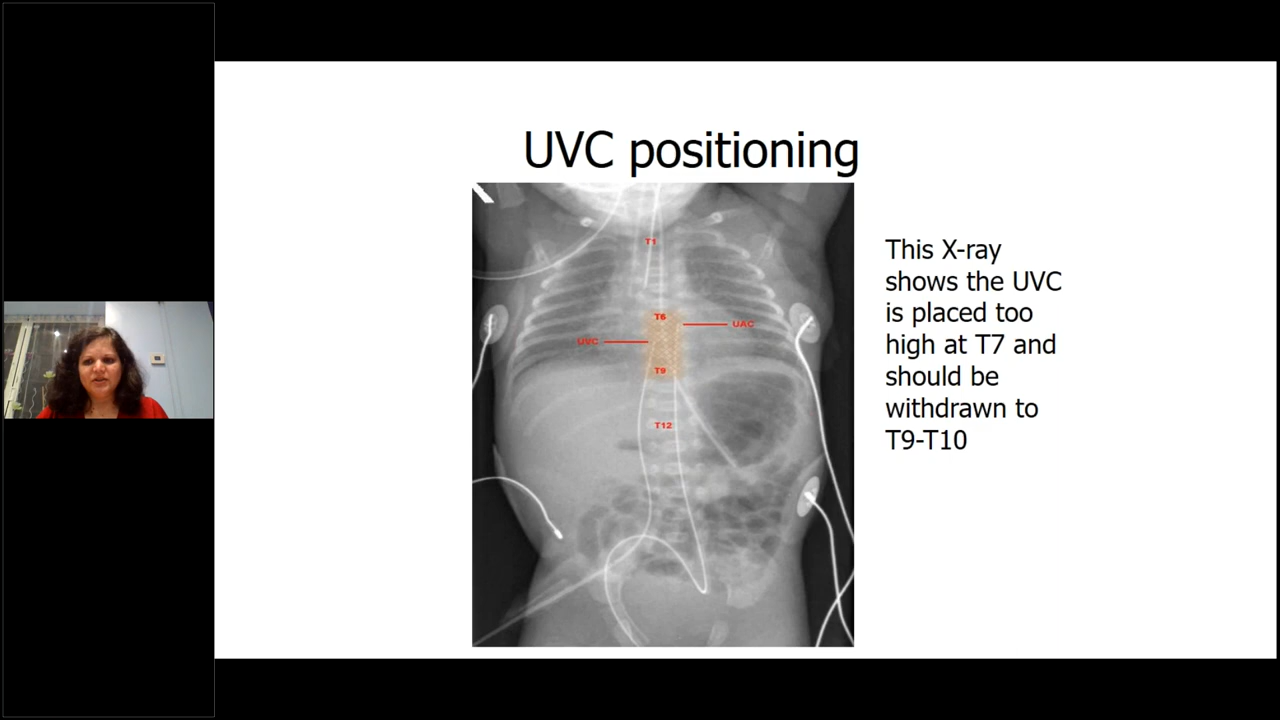 UVC positioning
T1
T6
UAC
UVC
T9
T12
This X-ray
shows the UVC
is placed too
high at T7 and
should be
withdrawn to
T9-T10